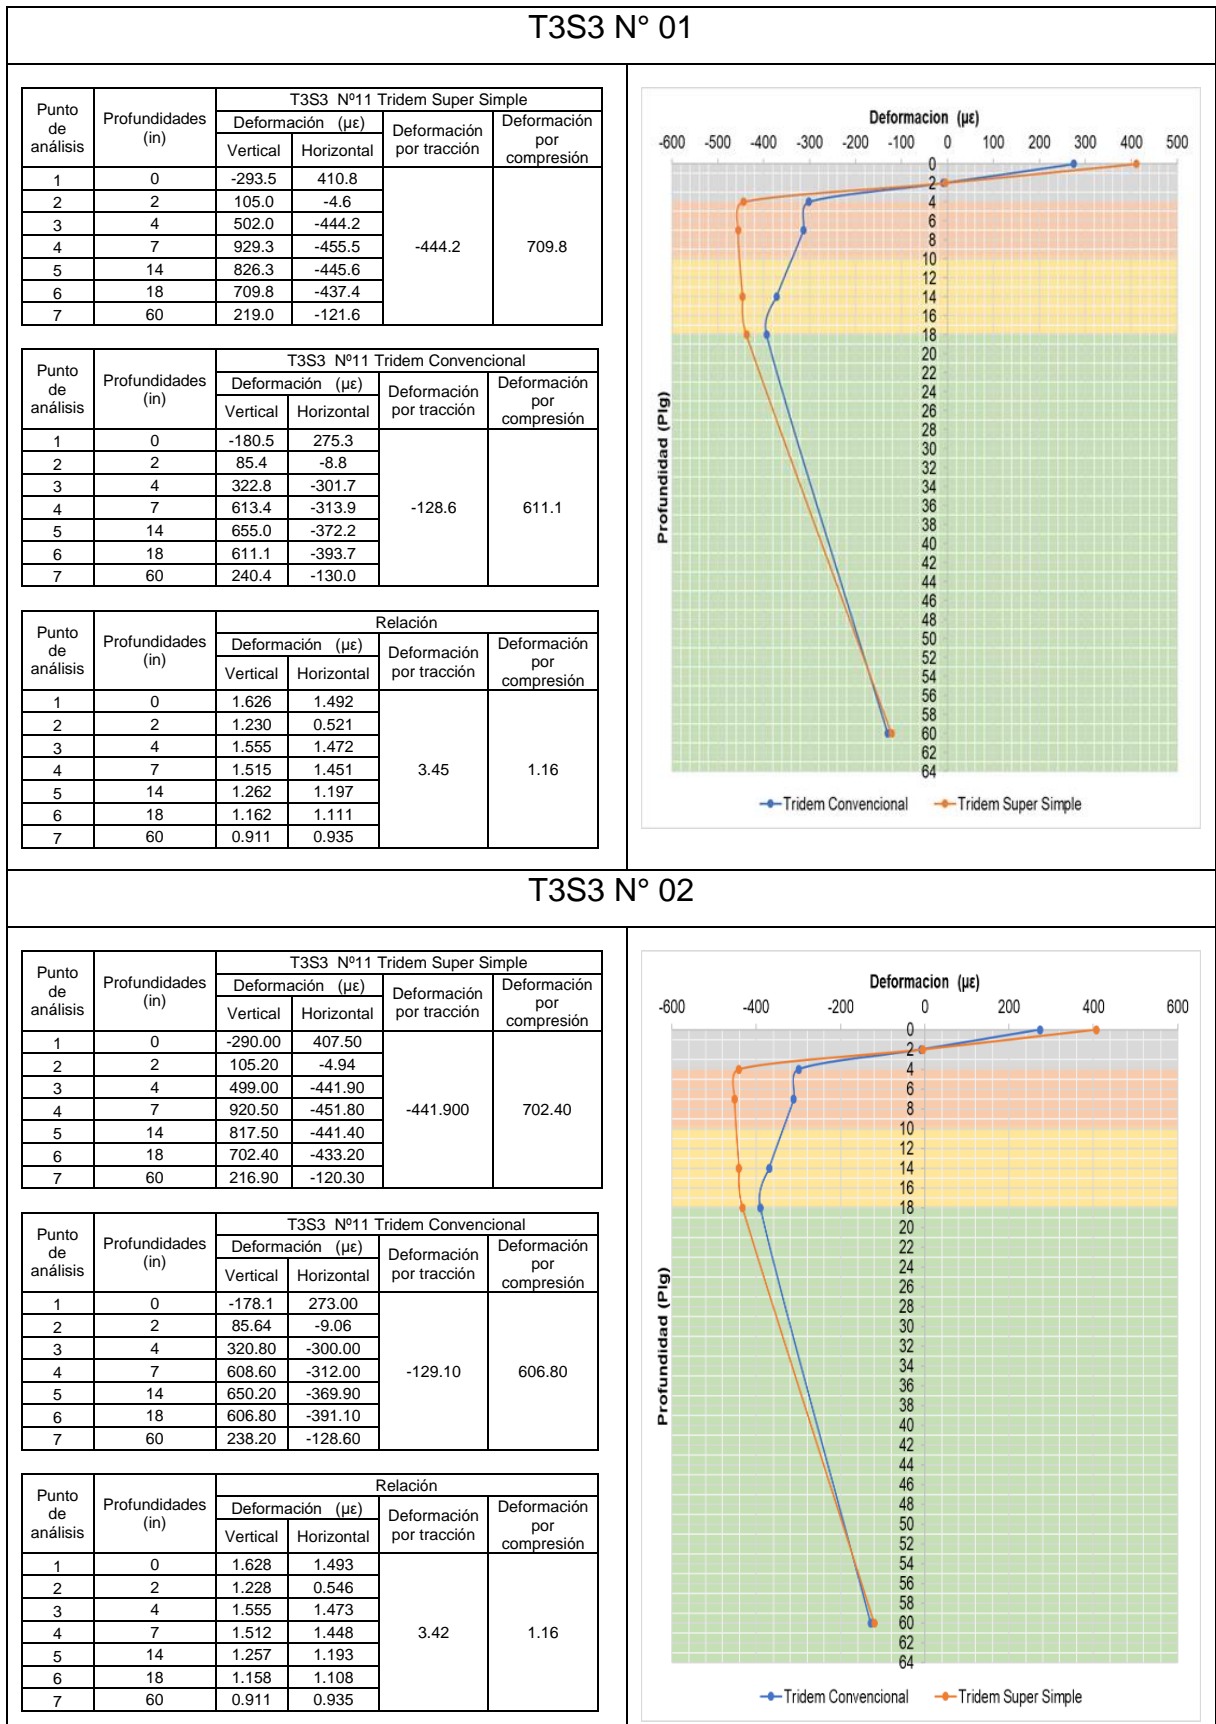 T3S3 N° 01
Punto de análisis Profundidades (in) T3S3 Nº11 Tridem Super Simple
Deformación (µε) Deformación por tracción Deformación por compresión
Vertical Horizontal
1 0 -293.5 410.8
2 2 105.0 -4.6
3 4 502.0 -444.2
4 7 929.3 -455.5 -444.2 709.8
5 14 826.3 -445.6
6 18 709.8 -437.4
7 60 219.0 -121.6
Punto de análisis Profundidades (in) T3S3 Nº11 Tridem Convencional
Deformación (µε) Deformación por tracción Deformación por compresión
Vertical Horizontal
1 0 -180.5 275.3
2 2 85.4 -8.8
3 4 322.8 -301.7
4 7 613.4 -313.9 -128.6 611.1
5 14 655.0 -372.2
6 18 611.1 -393.7
7 60 240.4 -130.0
Punto de análisis Profundidades (in) Relación
Deformación (µε) Deformación por tracción Deformación por compresión
Vertical Horizontal
1 0 1.626 1.492
2 2 1.230 0.521
3 4 1.555 1.472
4 7 1.515 1.451 3.45 1.16
5 14 1.262 1.197
6 18 1.162 1.111
7 60 0.911 0.935
Deformacion (µε)
-600 -500 -400 -300 -200 -100 0 100 200 300 400 500
0
2
4
6
8
10
12
14
16
18
20
22
24
26
28
30
32
34
36
38
40
42
44
46
48
50
52
54
56
58
60
62
64
Profundidad (Plg)
Tridem Convencional Tridem Super Simple
T3S3 N° 02
Punto de análisis Profundidades (in) T3S3 Nº11 Tridem Super Simple
Deformación (µε) Deformación por tracción Deformación por compresión
Vertical Horizontal
1 0 -290.00 407.50
2 2 105.20 -4.94
3 4 499.00 -441.90
4 7 920.50 -451.80 -441.900 702.40
5 14 817.50 -441.40
6 18 702.40 -433.20
7 60 216.90 -120.30
Punto de análisis Profundidades (in) T3S3 Nº11 Tridem Convencional
Deformación (µε) Deformación por tracción Deformación por compresión
Vertical Horizontal
1 0 -178.1 273.00
2 2 85.64 -9.06
3 4 320.80 -300.00
4 7 608.60 -312.00 -129.10 606.80
5 14 650.20 -369.90
6 18 606.80 -391.10
7 60 238.20 -128.60
Punto de análisis Profundidades (in) Relación
Deformación (µε) Deformación por tracción Deformación por compresión
Vertical Horizontal
1 0 1.628 1.493
2 2 1.228 0.546
3 4 1.555 1.473
4 7 1.512 1.448 3.42 1.16
5 14 1.257 1.193
6 18 1.158 1.108
7 60 0.911 0.935
Deformacion (µε)
-600 -400 -200 0 200 400 600
0
2
4
6
8
10
12
14
16
18
20
22
24
26
28
30
32
34
36
38
40
42
44
46
48
50
52
54
56
58
60
62
64
Profundidad (Plg)
Tridem Convencional Tridem Super Simple